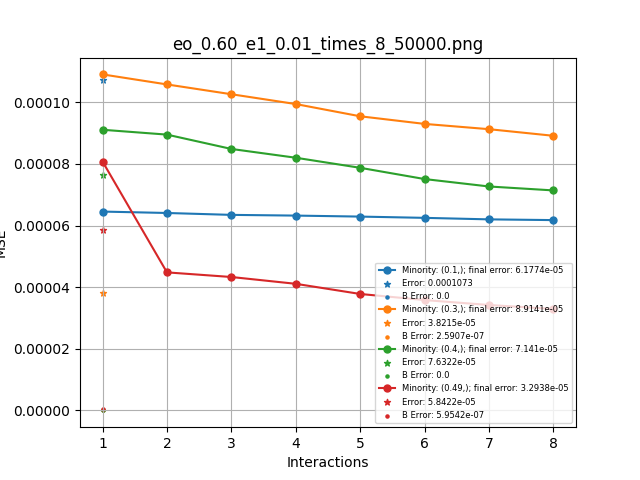 eo_0.60_e1_0.01_times_8_50000.png
0.00010
0.00008
0.00006
0.00004
0.00002
0.00000
MSE
Minority: (0.1,); final error: 6.1774e-05
Error: 0.0001073
B Error: 0.0
Minority: (0.3,); final error: 8.9141e-05
Error: 3.8215e-05
B Error: 2.5907e-07
Minority: (0.4,); final error: 7.141e-05
Error: 7.6322e-05
B Error: 0.0
Minority: (0.49,); final error: 3.2938e-05
Error: 5.8422e-05
B Error: 5.9542e-07
1 2 3 4 5 6 7 8
Interactions